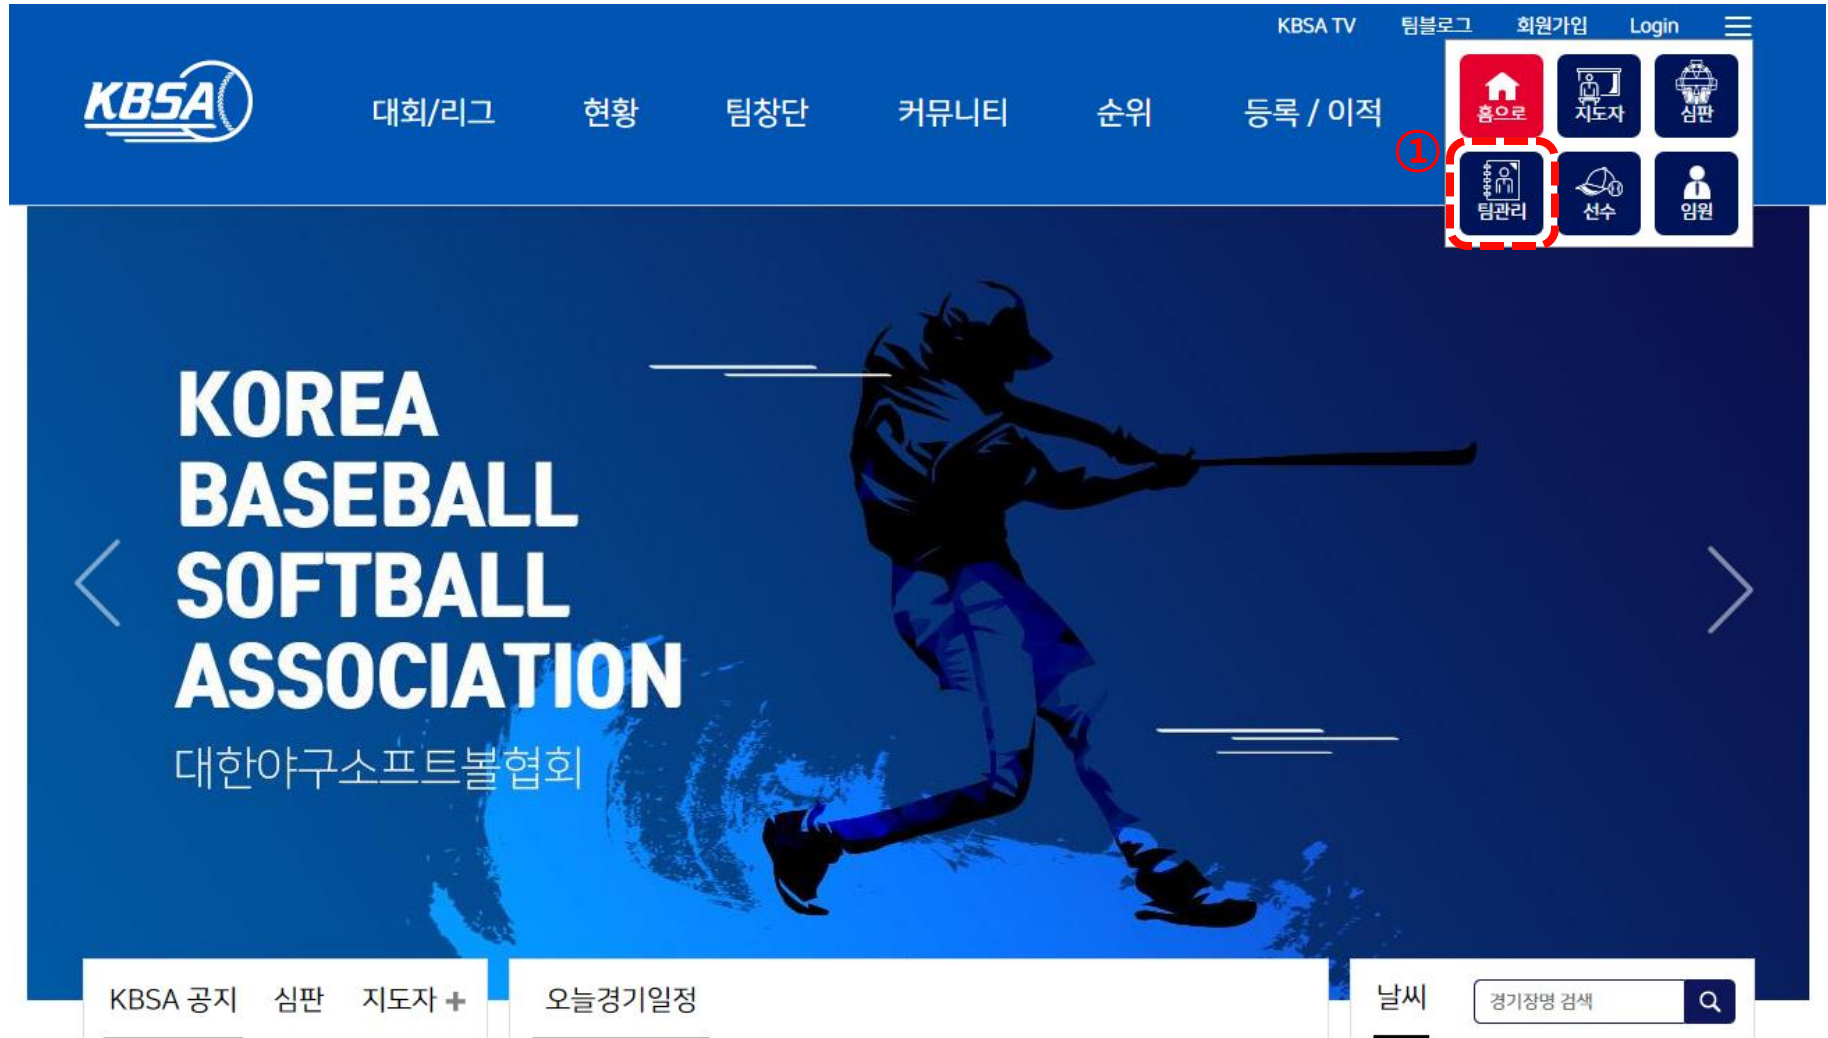 KBSA TV 팀블로그 회원가입 Login
KBSA
대회/리그 현황 팀창단 커뮤니티 순위 등록 / 이적
홈으로 지도자 심판
①
팀관리 선수 임원
KOREA
BASEBALL
SOFTBALL
ASSOCIATION
대한야구소프트볼협회
KBSA 공지 심판 지도자 +
오늘경기일정
날씨
경기장명 검색